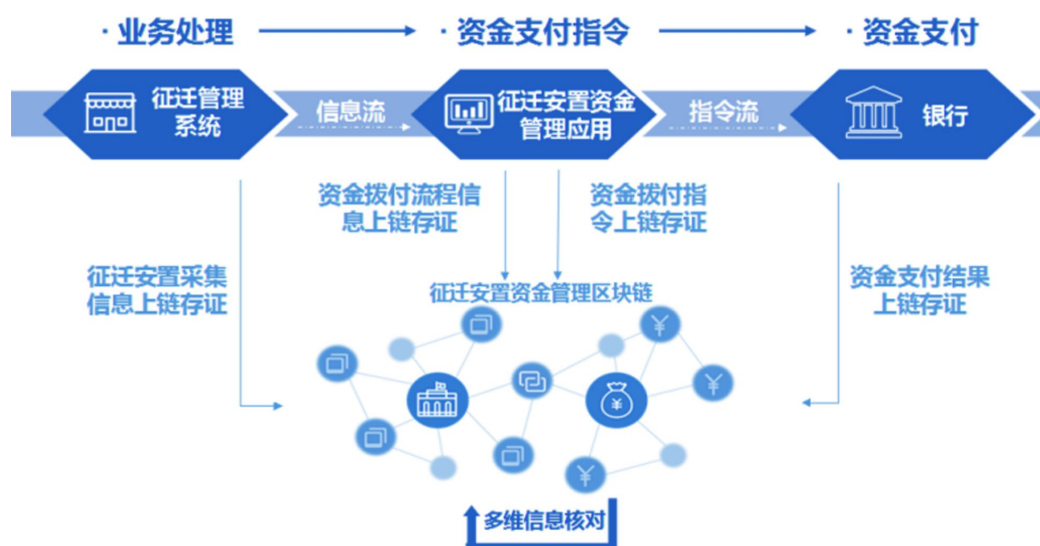 · 业务处理
· 资金支付指令
· 资金支付
征迁管理
系统
信息流
征迁安置资金
管理应用
指令流
银行
资金拨付流程信
息上链存证
资金拨付指
令上链存证
征迁安置采集
信息上链存证
资金支付结果
上链存证
征迁安置资金管理区块链
¥
¥
¥
¥
多维信息核对